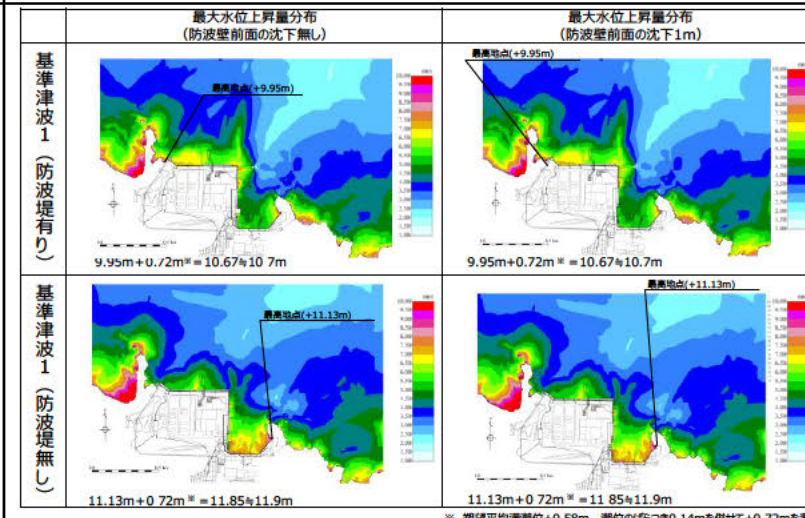 最大水位上昇量分布
(防波壁前面の沈下無し)
最大水位上昇量分布
(防波壁前面の沈下1m)
基準津波1(防波堤有り)
最高地点(+9.95m)
9.95m+0.72m※=10.67≒10 7m
最高地点(+9.95m)
9.95m+0.72m※=10.67≒10.7m
基準津波1(防波堤無し)
最高地点(+11.13m)
11.13m+0 72m※=11.85≒11.9m
最高地点(+11.13m)
11.13m+0 72m※=11 85≒11.9m